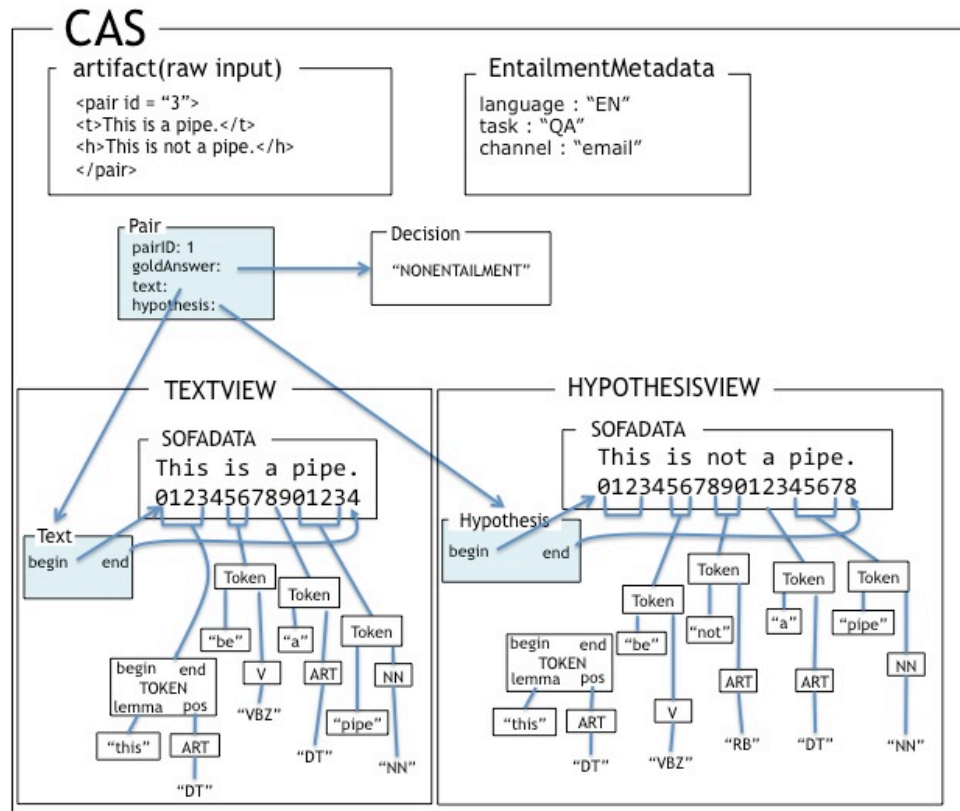 CAS
artifact(raw input)
<pair id = “3”>
<t>This is a pipe.</t>
<h>This is not a pipe.</h>
</pair>
EntailmentMetadata
language : “EN”
task : “QA”
channel : “email”
Pair
pairID: 1
goldAnswer:
text:
hypothesis:
Decision
“NONENTAILMENT”
TEXTVIEW
SOFADATA
This is a pipe.
012345678901234
Text
begin end
Token
“be”
V
“VBZ”
Token
“a”
ART
“DT”
Token
“pipe”
NN
“NN”
begin end
TOKEN
lemma pos
“this”
ART
“DT”
HYPOTHESISVIEW
SOFADATA
This is not a pipe.
0123456789012345678
Hypothesis
begin end
begin end
TOKEN
lemma pos
“this”
ART
“DT”
Token
“be”
V
“VBZ”
Token
“not”
ART
“RB”
Token
“a”
ART
“DT”
Token
“pipe”
NN
“NN”